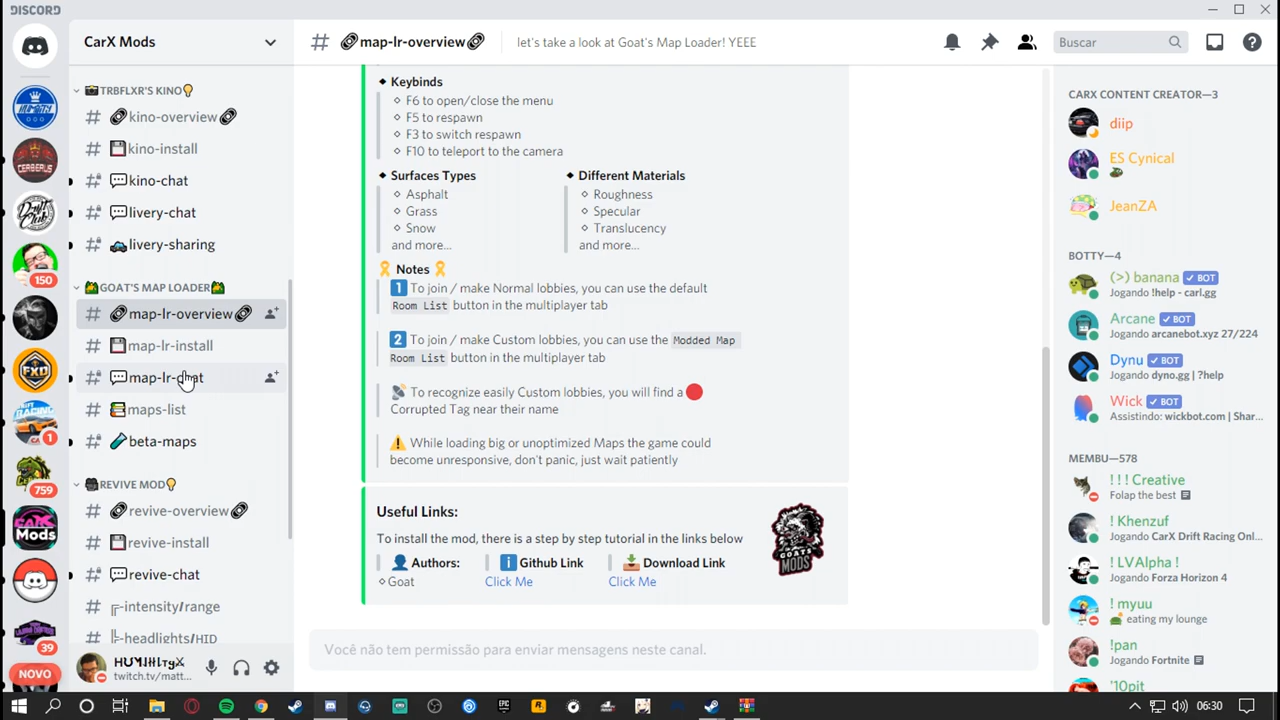 DISCORD
CarX Mods
map-lr-overview
let's take a look at Goat's Map Loader! YEEE
Buscar
TRBFLXR'S KINO
kino-overview
kino-install
kino-chat
livery-chat
livery-sharing
GOAT'S MAP LOADER
map-lr-overview
map-lr-install
map-lr-chat
maps-list
beta-maps
REVIVE MOD
revive-overview
revive-install
revive-chat
╔-intensity/range
╠-headlights/HID
150
1
759
Mods
39
NOVO
twitch.tv/matt...
Keybinds
F6 to open/close the menu
F5 to respawn
F3 to switch respawn
F10 to teleport to the camera
Surfaces Types
Asphalt
Grass
Snow
and more...
Different Materials
Roughness
Specular
Translucency
and more...
Notes
1 To join / make Normal lobbies, you can use the default
Room List button in the multiplayer tab
2 To join / make Custom lobbies, you can use the Modded Map
Room List button in the multiplayer tab
To recognize easily Custom lobbies, you will find a
Corrupted Tag near their name
While loading big or unoptimized Maps the game could
become unresponsive, don't panic, just wait patiently
Useful Links:
To install the mod, there is a step by step tutorial in the links below
Authors:
Goat
Github Link
Click Me
Download Link
Click Me
GOATS
MODS
Você não tem permissão para enviar mensagens neste canal.
CARX CONTENT CREATOR—3
diip
ES Cynical
JeanZA
BOTTY—4
(>) banana BOT
Jogando !help - carl.gg
Arcane BOT
Jogando arcanebot.xyz 27/224
Dynu BOT
Jogando dyno.gg | ?help
Wick BOT
Assistindo: wickbot.com | Shar...
MEMBU—578
! ! ! Creative
Folap the best
! Khenzuf
Jogando CarX Drift Racing Onl...
! LVAlpha !
Jogando Forza Horizon 4
! myuu
eating my lounge
!pan
Jogando Fortnite
'10pit
06:30